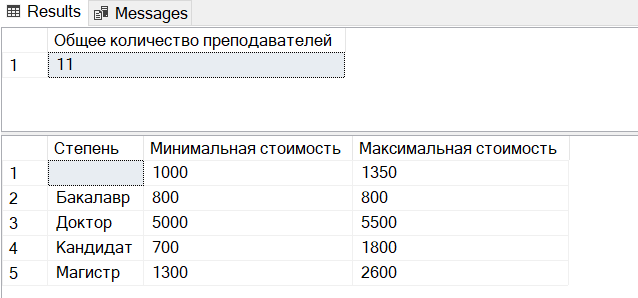 Results Messages
Общее количество преподавателей
1 11
Степень Минимальная стоимость Максимальная стоимость
1 1000 1350
2 Бакалавр 800 800
3 Доктор 5000 5500
4 Кандидат 700 1800
5 Магистр 1300 2600